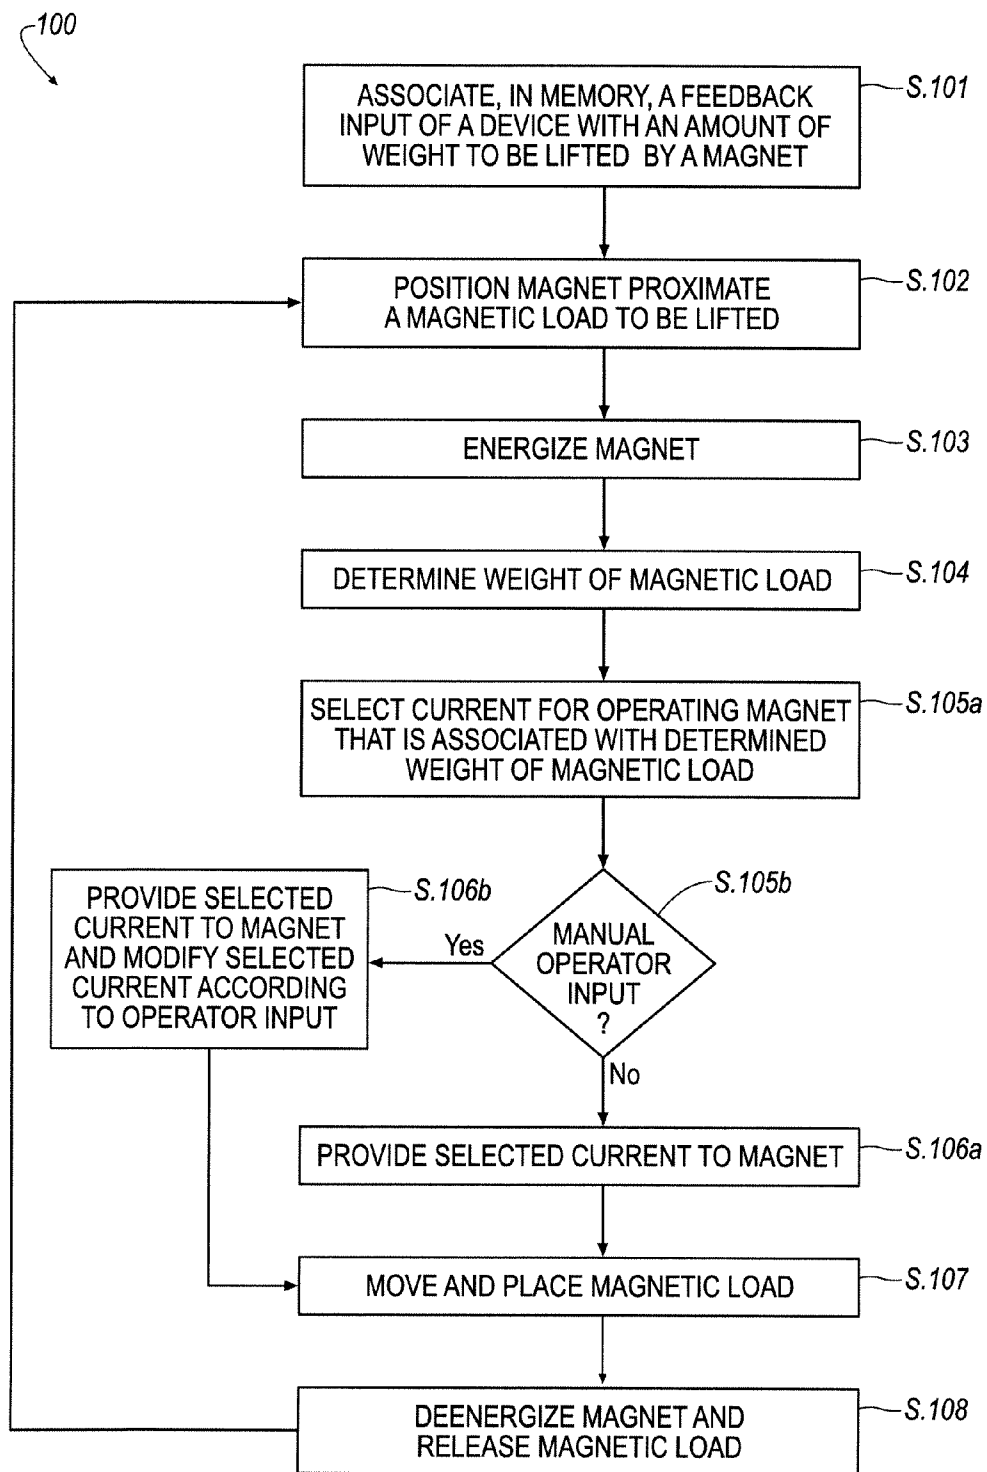 100
ASSOCIATE, IN MEMORY, A FEEDBACK
INPUT OF A DEVICE WITH AN AMOUNT OF
WEIGHT TO BE LIFTED BY A MAGNET
S.101
POSITION MAGNET PROXIMATE
A MAGNETIC LOAD TO BE LIFTED
S.102
ENERGIZE MAGNET
S.103
DETERMINE WEIGHT OF MAGNETIC LOAD
S.104
SELECT CURRENT FOR OPERATING MAGNET
THAT IS ASSOCIATED WITH DETERMINED
WEIGHT OF MAGNETIC LOAD
S.105a
MANUAL
OPERATOR
INPUT
?
S.105b
Yes
PROVIDE SELECTED
CURRENT TO MAGNET
AND MODIFY SELECTED
CURRENT ACCORDING
TO OPERATOR INPUT
S.106b
No
PROVIDE SELECTED CURRENT TO MAGNET
S.106a
MOVE AND PLACE MAGNETIC LOAD
S.107
DEENERGIZE MAGNET AND
RELEASE MAGNETIC LOAD
S.108